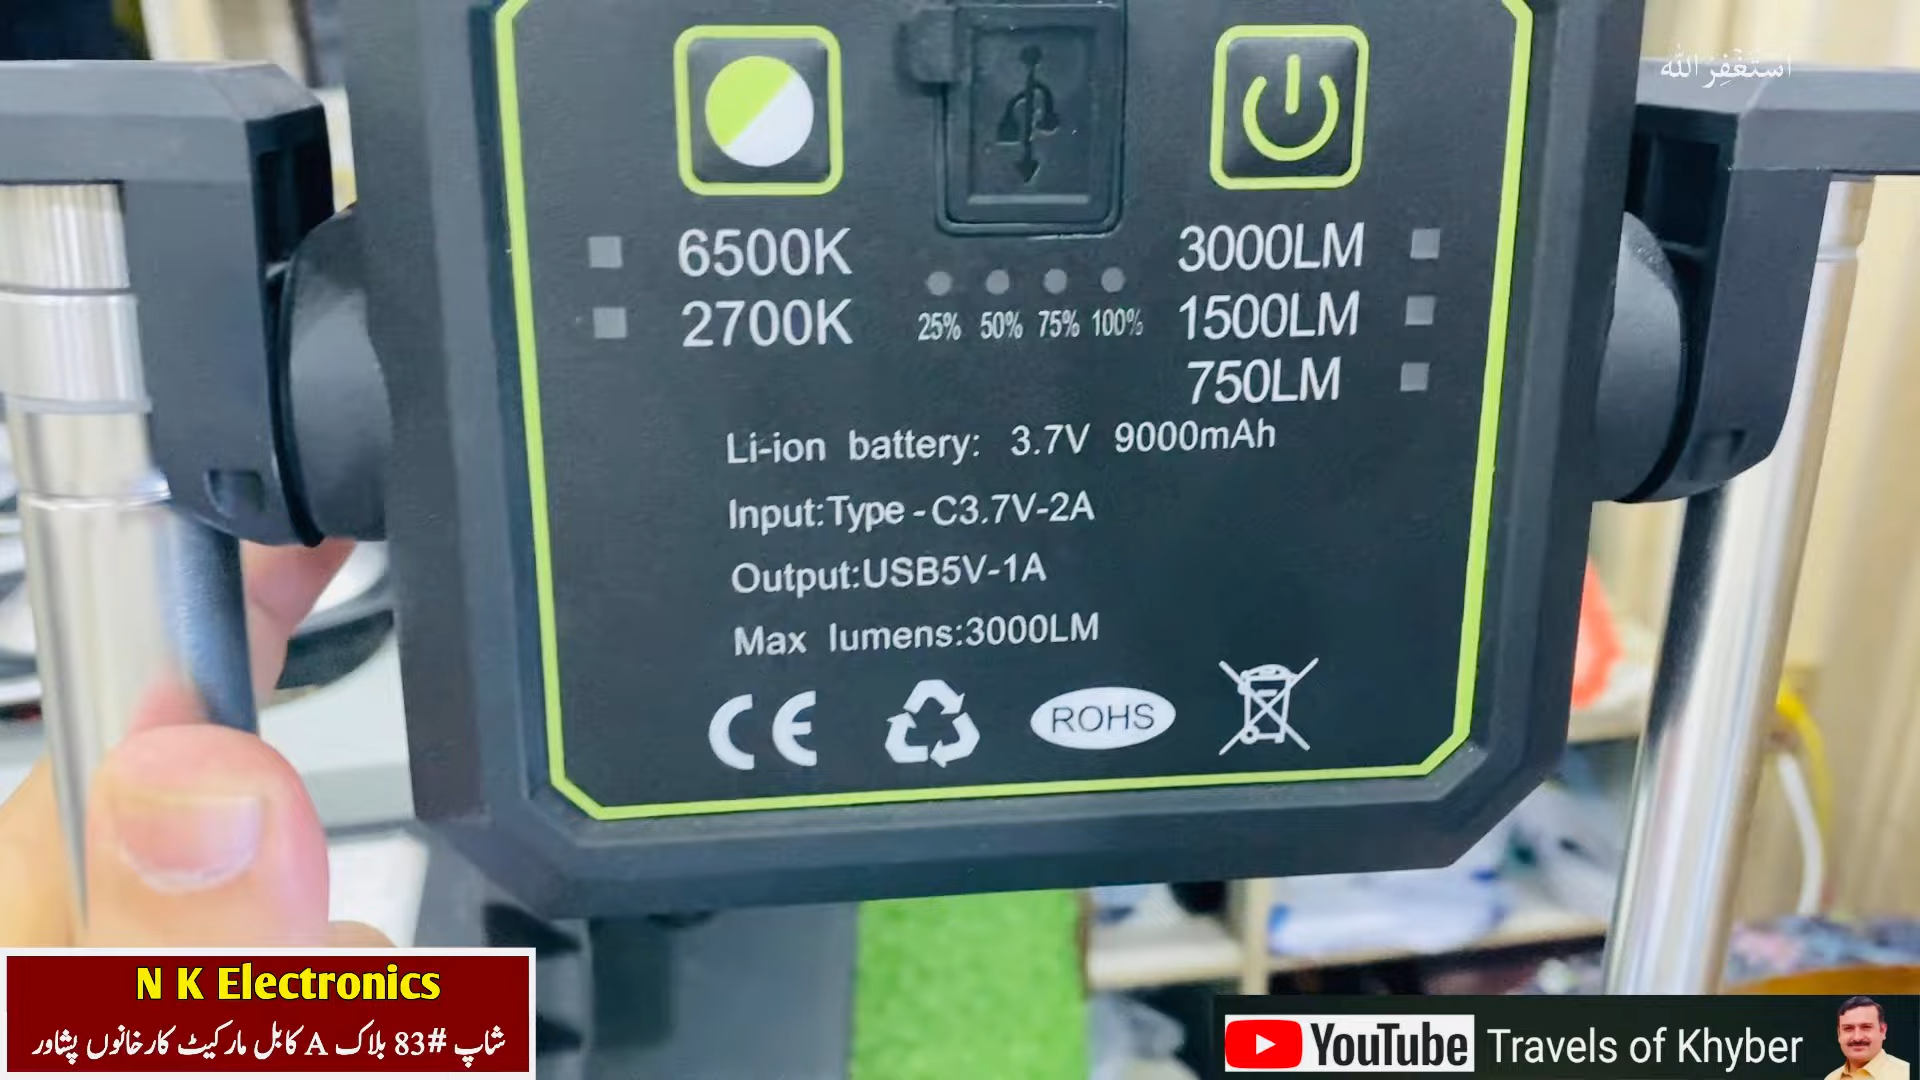 استغفر الله
6500K
2700K
25% 50% 75% 100%
3000LM
1500LM
750LM
Li-ion battery: 3.7V 9000mAh
Input:Type-C3.7V-2A
Output:USB5V-1A
Max lumens:3000LM
CE
ROHS
N K Electronics
شاپ #83 بلاک A کابل مارکیٹ کارخانوں پشاور
YouTube Travels of Khyber